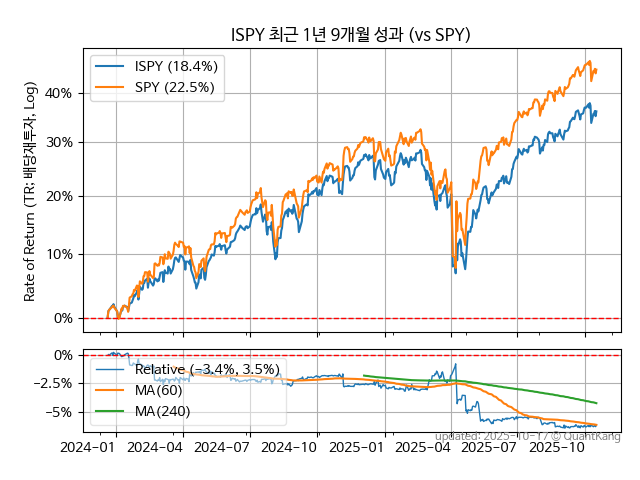 ISPY 최근 1년 9개월 성과 (vs SPY)
ISPY (18.4%)
SPY (22.5%)
Rate of Return (TR: 배당재투자, Log)
40%
30%
20%
10%
0%
0%
−2.5%
−5%
Relative (−3.4%, 3.5%)
MA(60)
MA(240)
updated: 2025-10-17 © QuantKang
2024−01 2024−04 2024−07 2024−10 2025−01 2025−04 2025−07 2025−10